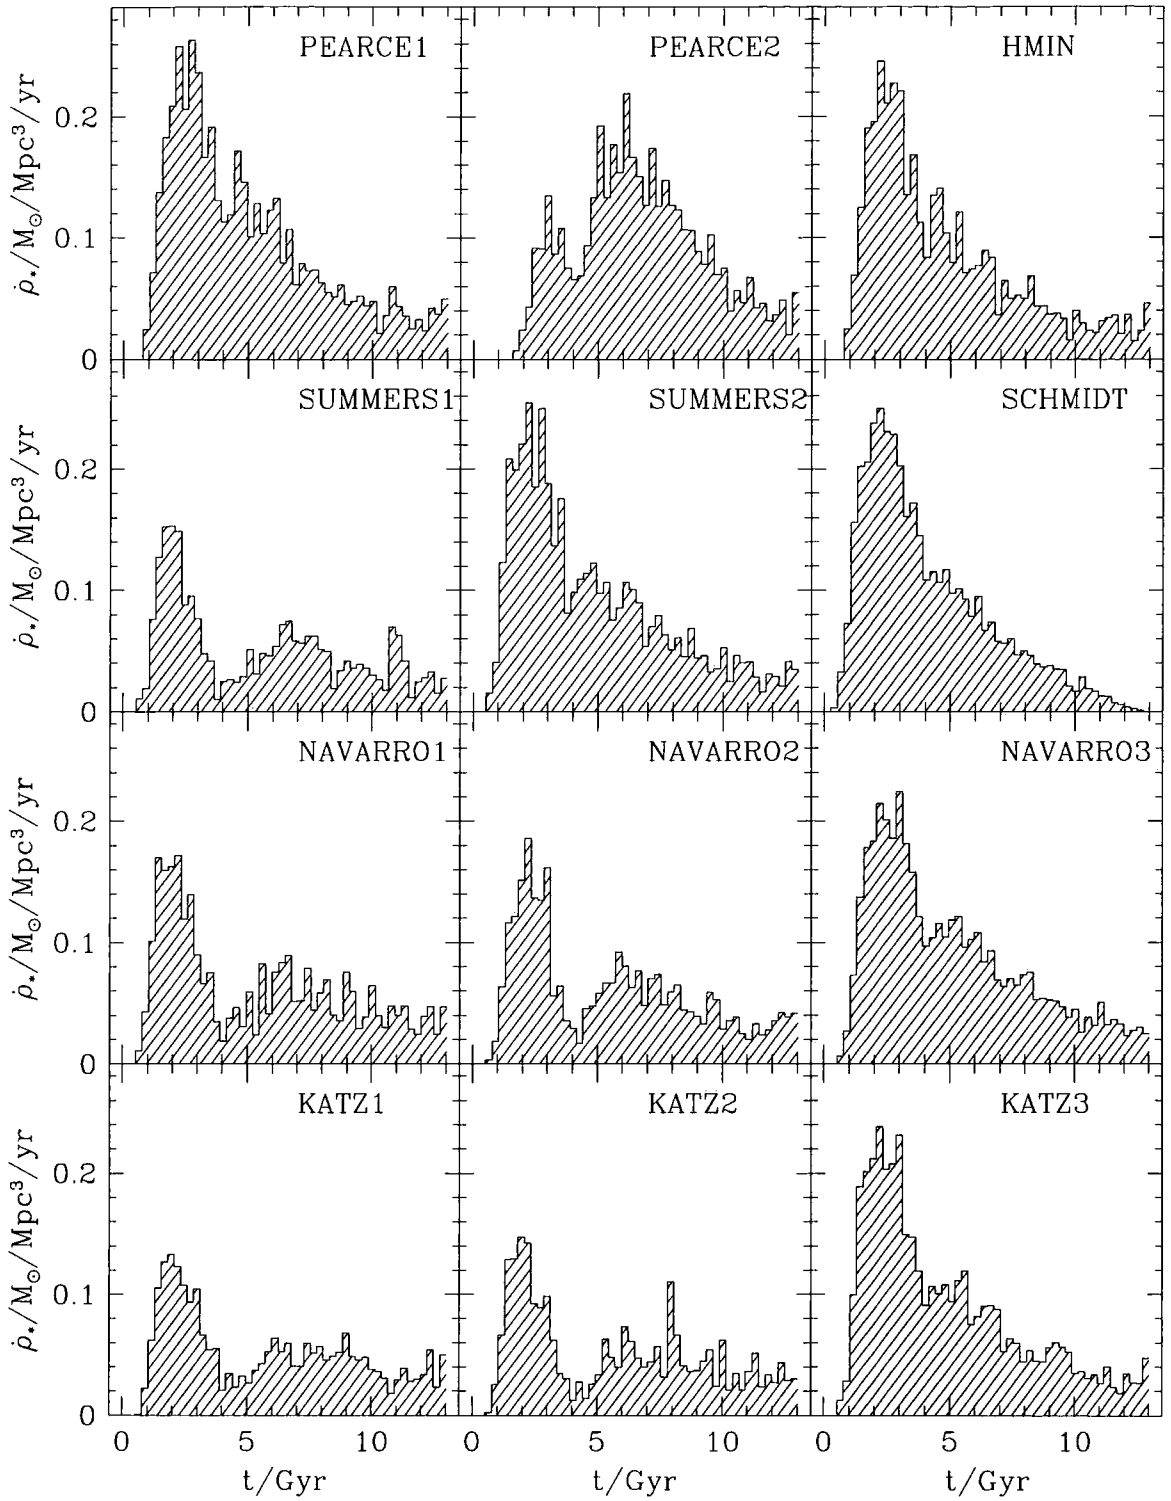 PEARCE1 PEARCE2 HMIN
ρ̇*/M⊙/Mpc³/yr
0.2
0.1
0
SUMMERS1 SUMMERS2 SCHMIDT
ρ̇*/M⊙/Mpc³/yr
0.2
0.1
0
NAVARRO1 NAVARRO2 NAVARRO3
ρ̇*/M⊙/Mpc³/yr
0.2
0.1
0
KATZ1 KATZ2 KATZ3
ρ̇*/M⊙/Mpc³/yr
0.2
0.1
0
0 5 10 0 5 10 0 5 10
t/Gyr t/Gyr t/Gyr